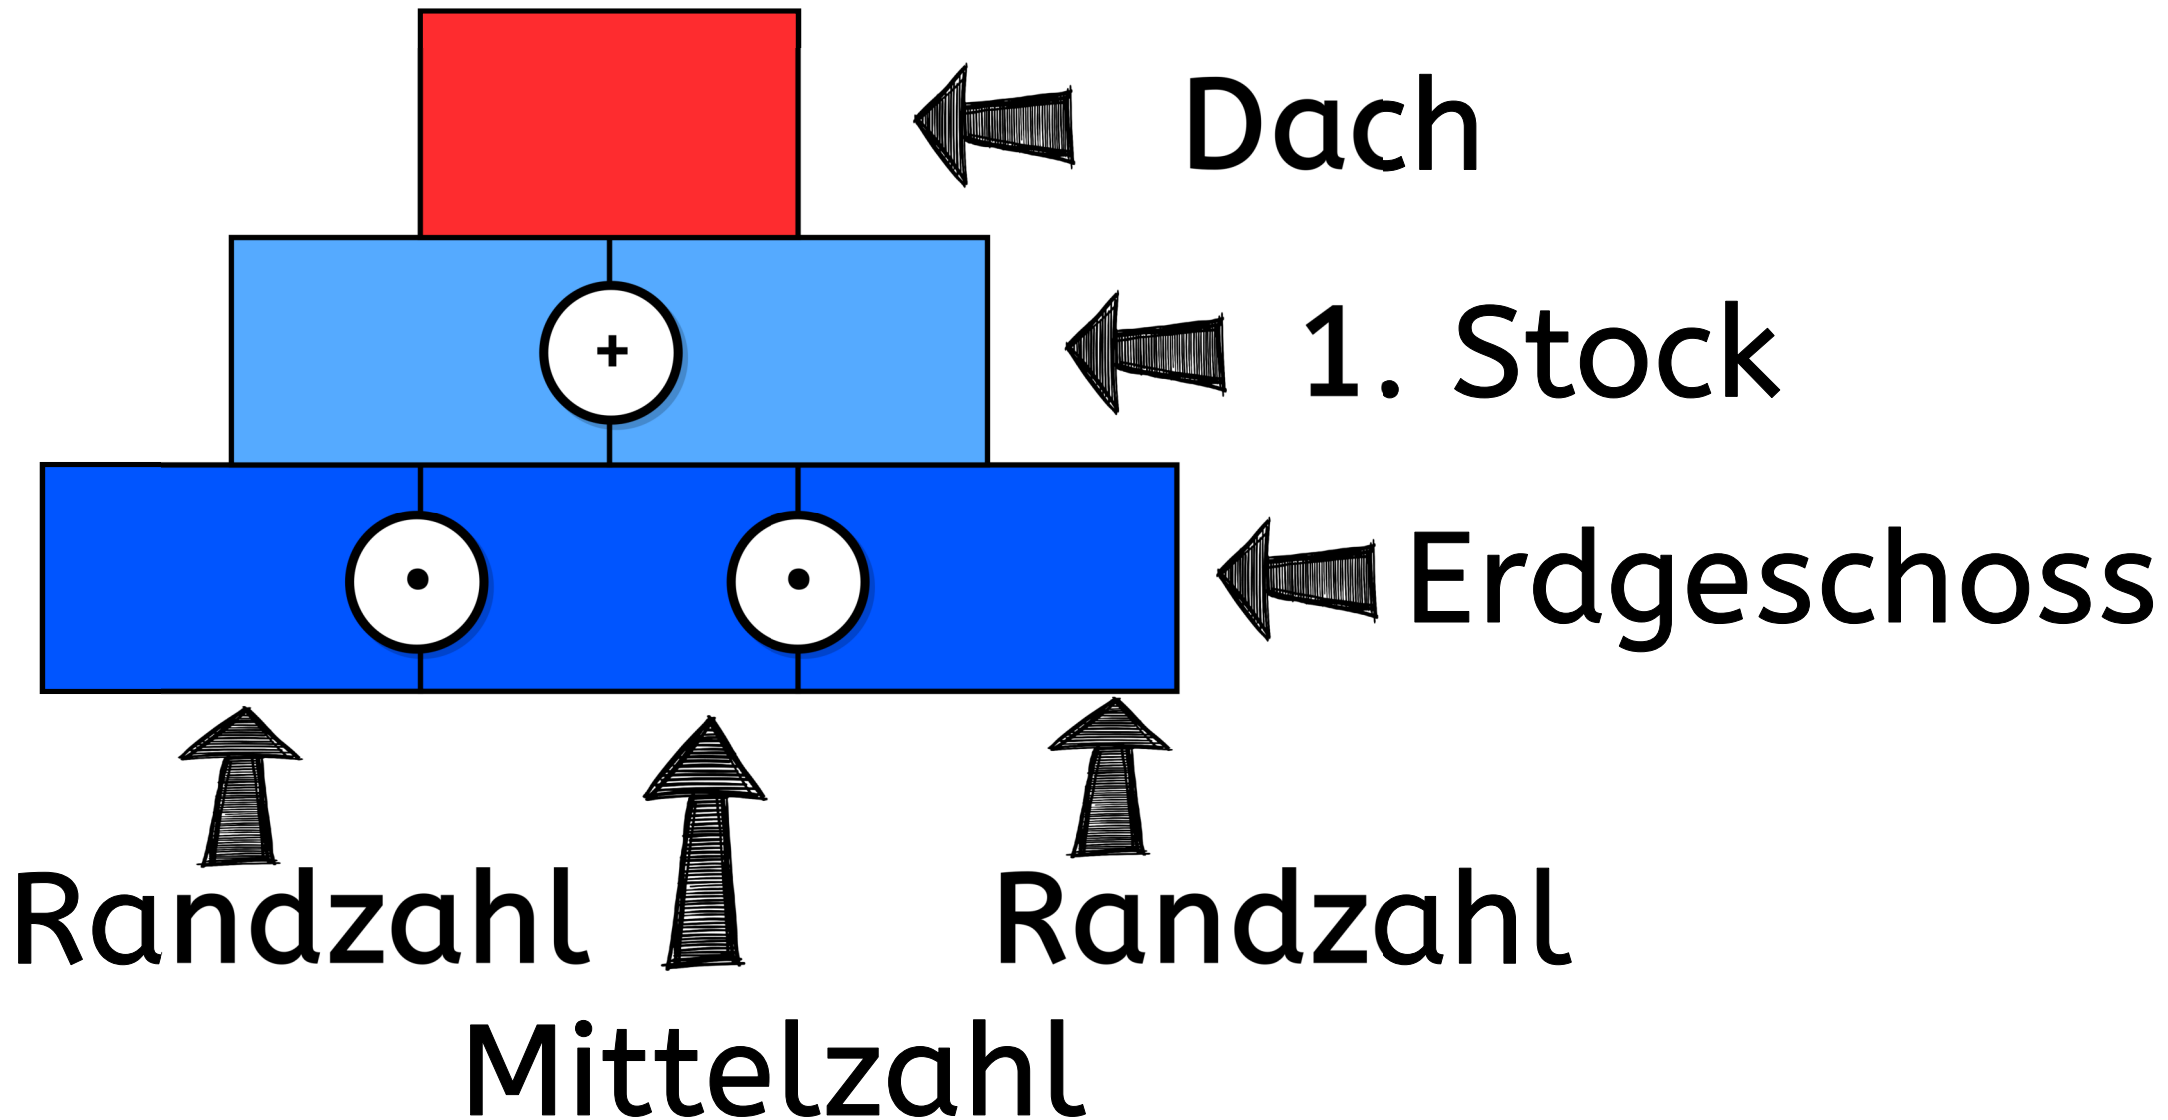 Dach
+
1. Stock
• •
Erdgeschoss
Randzahl Randzahl
Mittelzahl